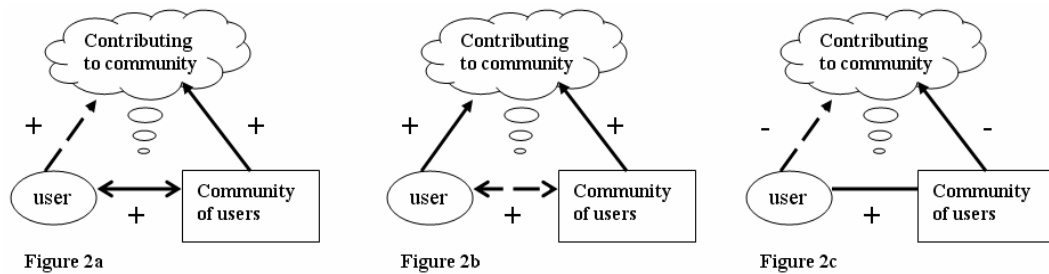 Contributing
to community
+
+
user
+
Community
of users
Figure 2a
Contributing
to community
+
+
user
+
Community
of users
Figure 2b
Contributing
to community
-
-
user
+
Community
of users
Figure 2c